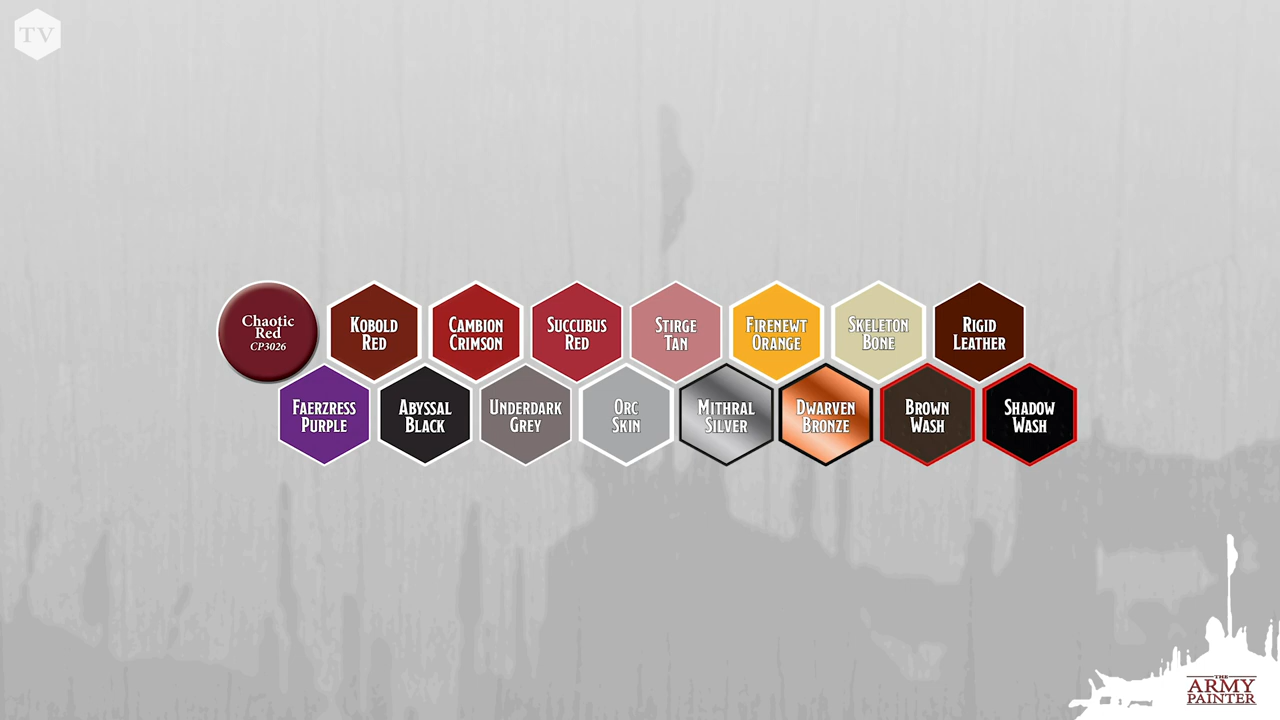 TV
Chaotic
Red
CP3026
KOBOLD
RED
CAMBION
CRIMSON
SUCCUBUS
RED
STIRGE
TAN
FIRENEWT
ORANGE
SKELETON
BONE
RIGID
LEATHER
FAERZRESS
PURPLE
ABYSSAL
BLACK
UNDERDARK
GREY
ORC
SKIN
MITHRAL
SILVER
DWARVEN
BRONZE
BROWN
WASH
SHADOW
WASH
THE
ARMY
PAINTER